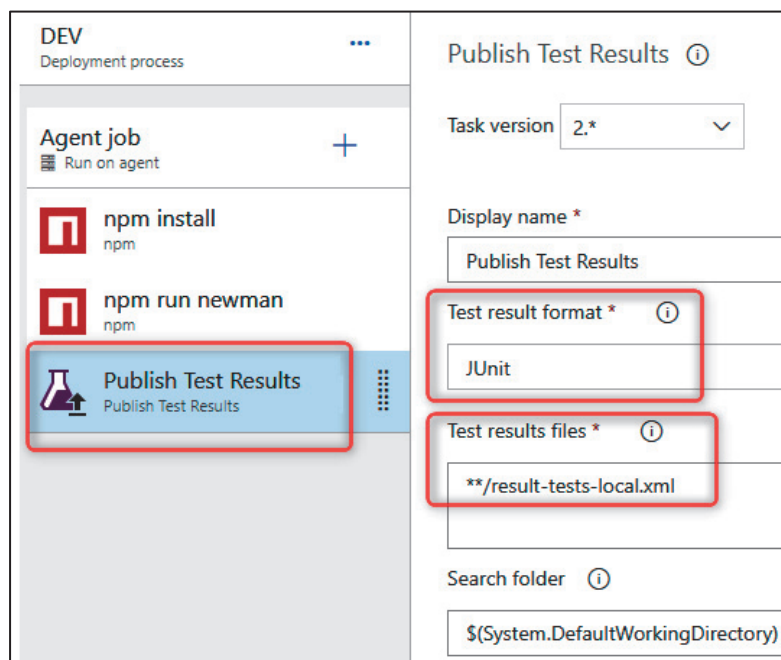 DEV
Deployment process
Agent job
Run on agent
npm install
npm
npm run newman
npm
Publish Test Results
Publish Test Results
Publish Test Results
Task version 2.*
Display name *
Publish Test Results
Test result format *
JUnit
Test results files *
**/result-tests-local.xml
Search folder
$(System.DefaultWorkingDirectory)